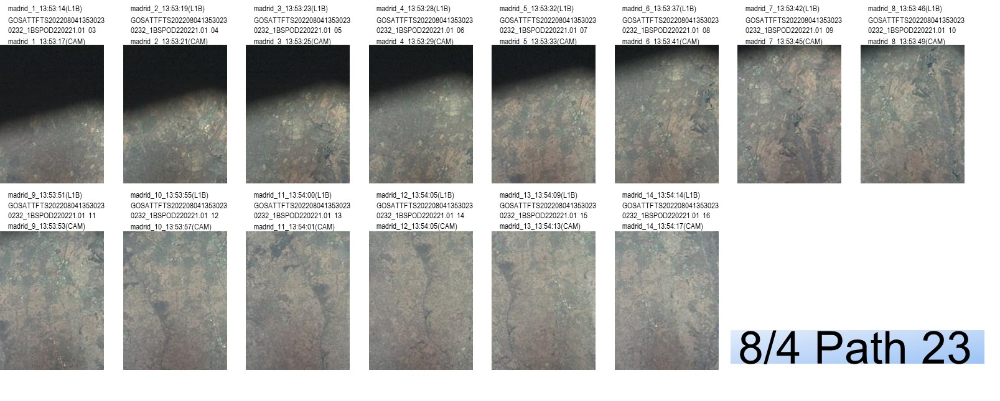 madrid_1_13:53:14(L1B)
GOSATTFTS202208041353023
0232_1BSPOD220221.01 03
madrid_1_13:53:17(CAM)
madrid_2_13:53:19(L1B)
GOSATTFTS202208041353023
0232_1BSPOD220221.01 04
madrid_2_13:53:21(CAM)
madrid_3_13:53:23(L1B)
GOSATTFTS202208041353023
0232_1BSPOD220221.01 05
madrid_3_13:53:25(CAM)
madrid_4_13:53:28(L1B)
GOSATTFTS202208041353023
0232_1BSPOD220221.01 06
madrid_4_13:53:29(CAM)
madrid_5_13:53:32(L1B)
GOSATTFTS202208041353023
0232_1BSPOD220221.01 07
madrid_5_13:53:33(CAM)
madrid_6_13:53:37(L1B)
GOSATTFTS202208041353023
0232_1BSPOD220221.01 08
madrid_6_13:53:41(CAM)
madrid_7_13:53:42(L1B)
GOSATTFTS202208041353023
0232_1BSPOD220221.01 09
madrid_7_13:53:45(CAM)
madrid_8_13:53:46(L1B)
GOSATTFTS202208041353023
0232_1BSPOD220221.01 10
madrid_8_13:53:49(CAM)
madrid_9_13:53:51(L1B)
GOSATTFTS202208041353023
0232_1BSPOD220221.01 11
madrid_9_13:53:53(CAM)
madrid_10_13:53:55(L1B)
GOSATTFTS202208041353023
0232_1BSPOD220221.01 12
madrid_10_13:53:57(CAM)
madrid_11_13:54:00(L1B)
GOSATTFTS202208041353023
0232_1BSPOD220221.01 13
madrid_11_13:54:01(CAM)
madrid_12_13:54:05(L1B)
GOSATTFTS202208041353023
0232_1BSPOD220221.01 14
madrid_12_13:54:05(CAM)
madrid_13_13:54:09(L1B)
GOSATTFTS202208041353023
0232_1BSPOD220221.01 15
madrid_13_13:54:13(CAM)
madrid_14_13:54:14(L1B)
GOSATTFTS202208041353023
0232_1BSPOD220221.01 16
madrid_14_13:54:17(CAM)
8/4 Path 23